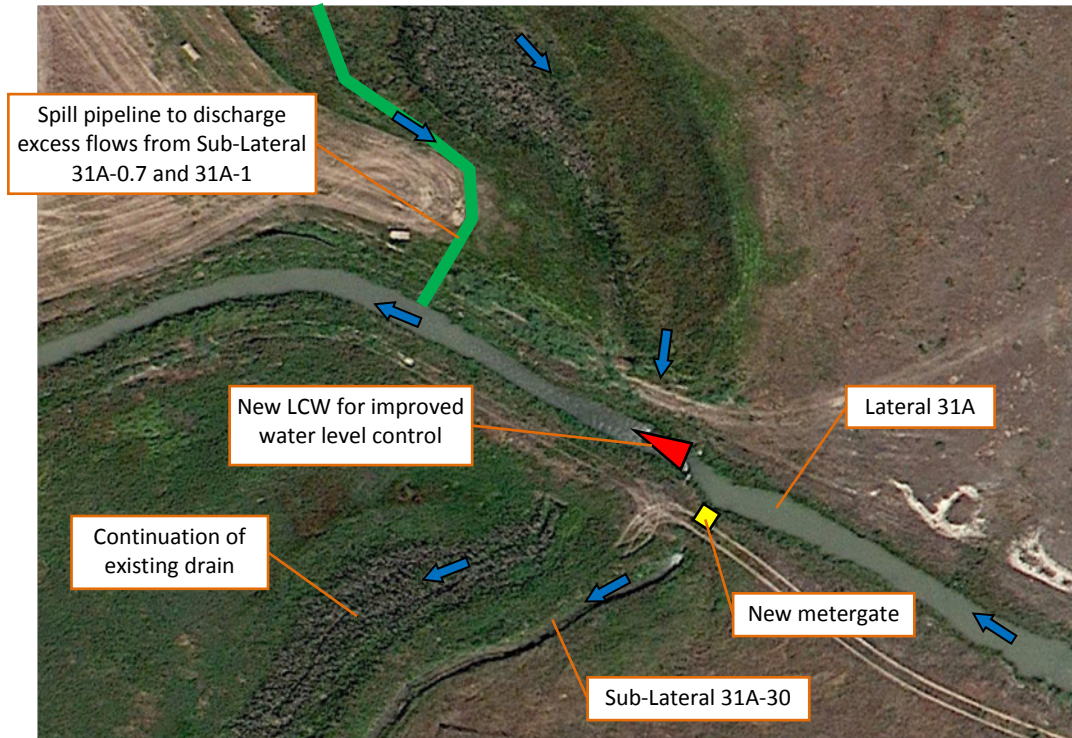 Spill pipeline to discharge
excess flows from Sub-Lateral
31A-0.7 and 31A-1
New LCW for improved
water level control
Lateral 31A
Continuation of
existing drain
New metergate
Sub-Lateral 31A-30